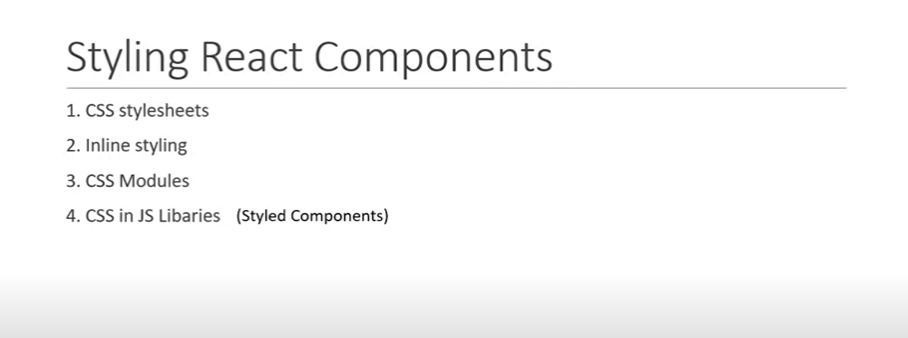 Styling React Components
1. CSS stylesheets
2. Inline styling
3. CSS Modules
4. CSS in JS Libaries (Styled Components)